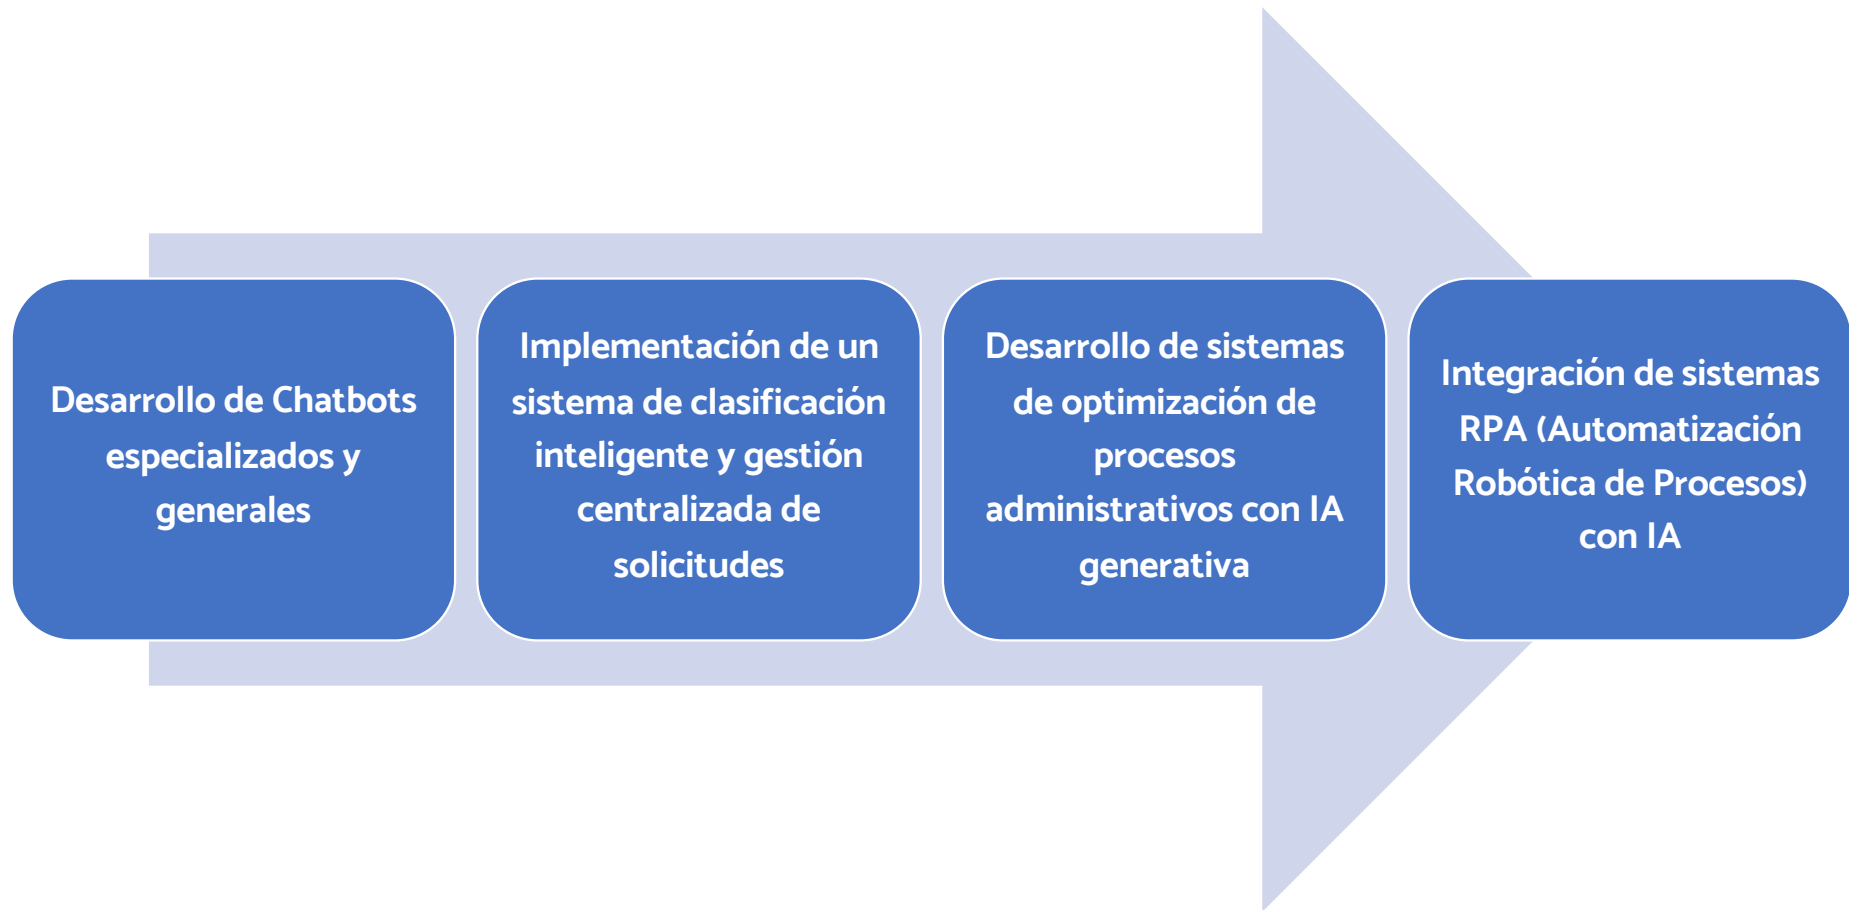 Desarrollo de Chatbots
especializados y
generales
Implementación de un
sistema de clasificación
inteligente y gestión
centralizada de
solicitudes
Desarrollo de sistemas
de optimización de
procesos
administrativos con IA
generativa
Integración de sistemas
RPA (Automatización
Robótica de Procesos)
con IA